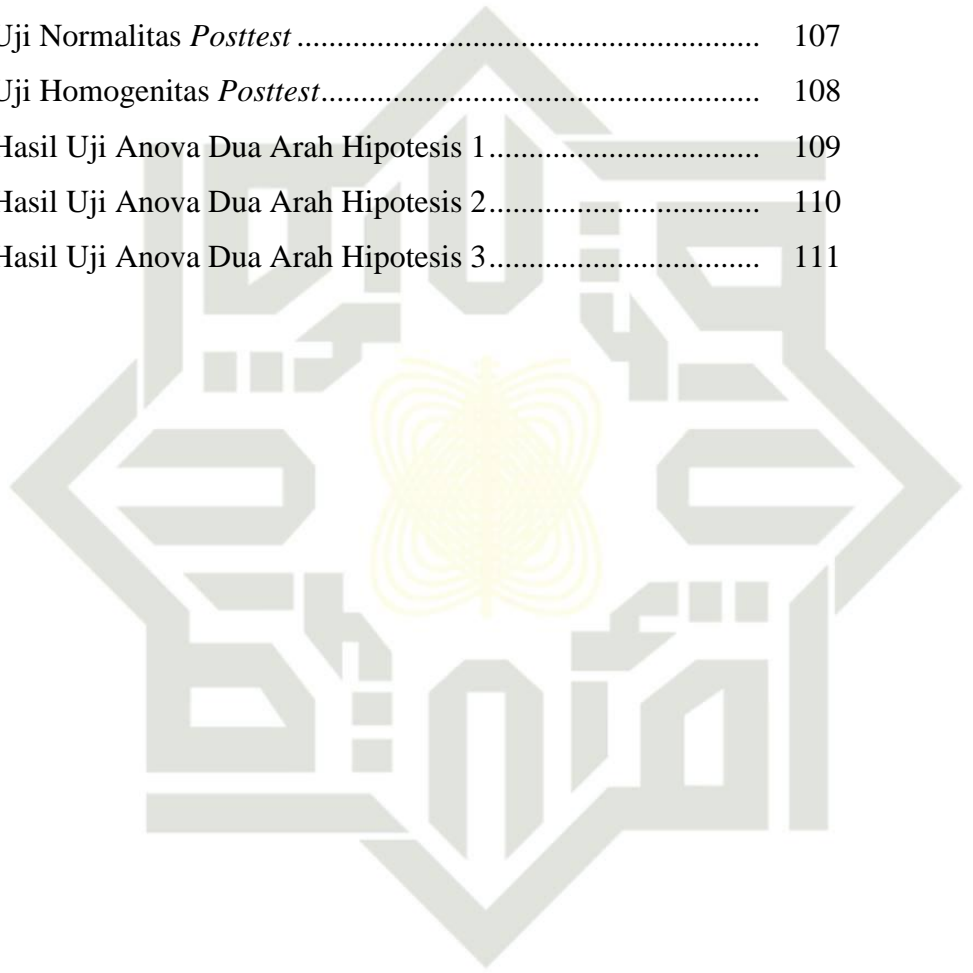 Uji Normalitas Posttest ........................................................... 107
Uji Homogenitas Posttest........................................................ 108
Hasil Uji Anova Dua Arah Hipotesis 1.................................. 109
Hasil Uji Anova Dua Arah Hipotesis 2.................................. 110
Hasil Uji Anova Dua Arah Hipotesis 3.................................. 111